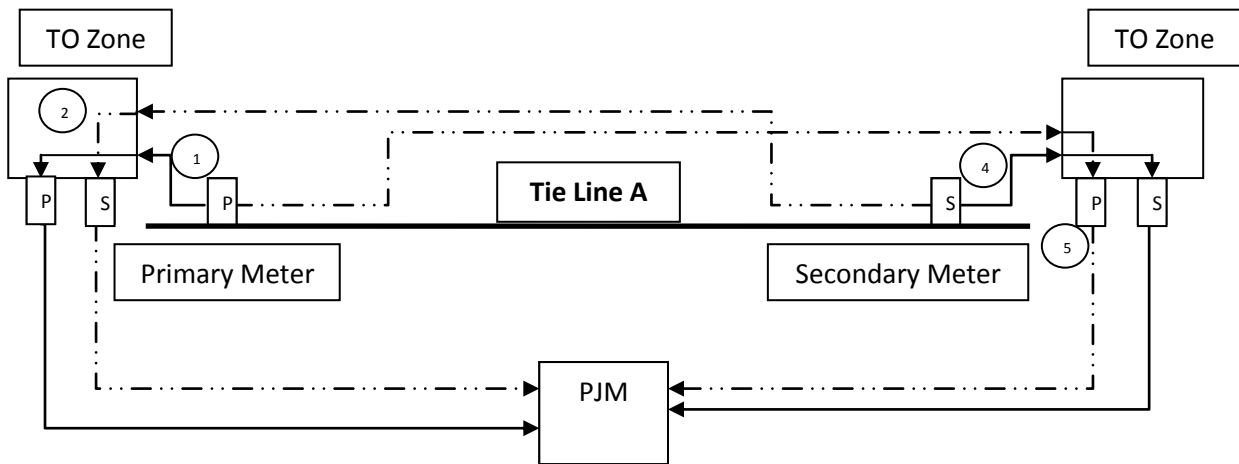 TO Zone
TO Zone
2
1
4
P
Tie Line A
S
P
S
P
S
5
Primary Meter
Secondary Meter
PJM